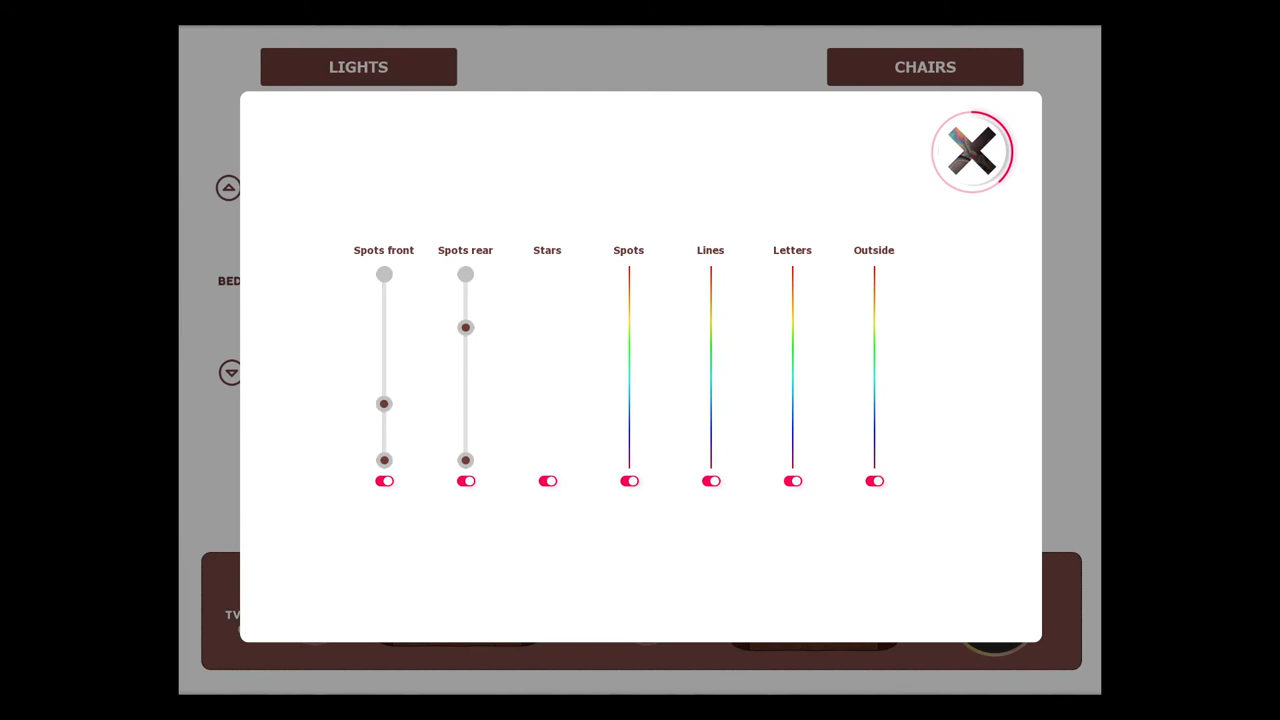 LIGHTS
CHAIRS
Spots front
Spots rear
Stars
Spots
Lines
Letters
Outside
BED
TV